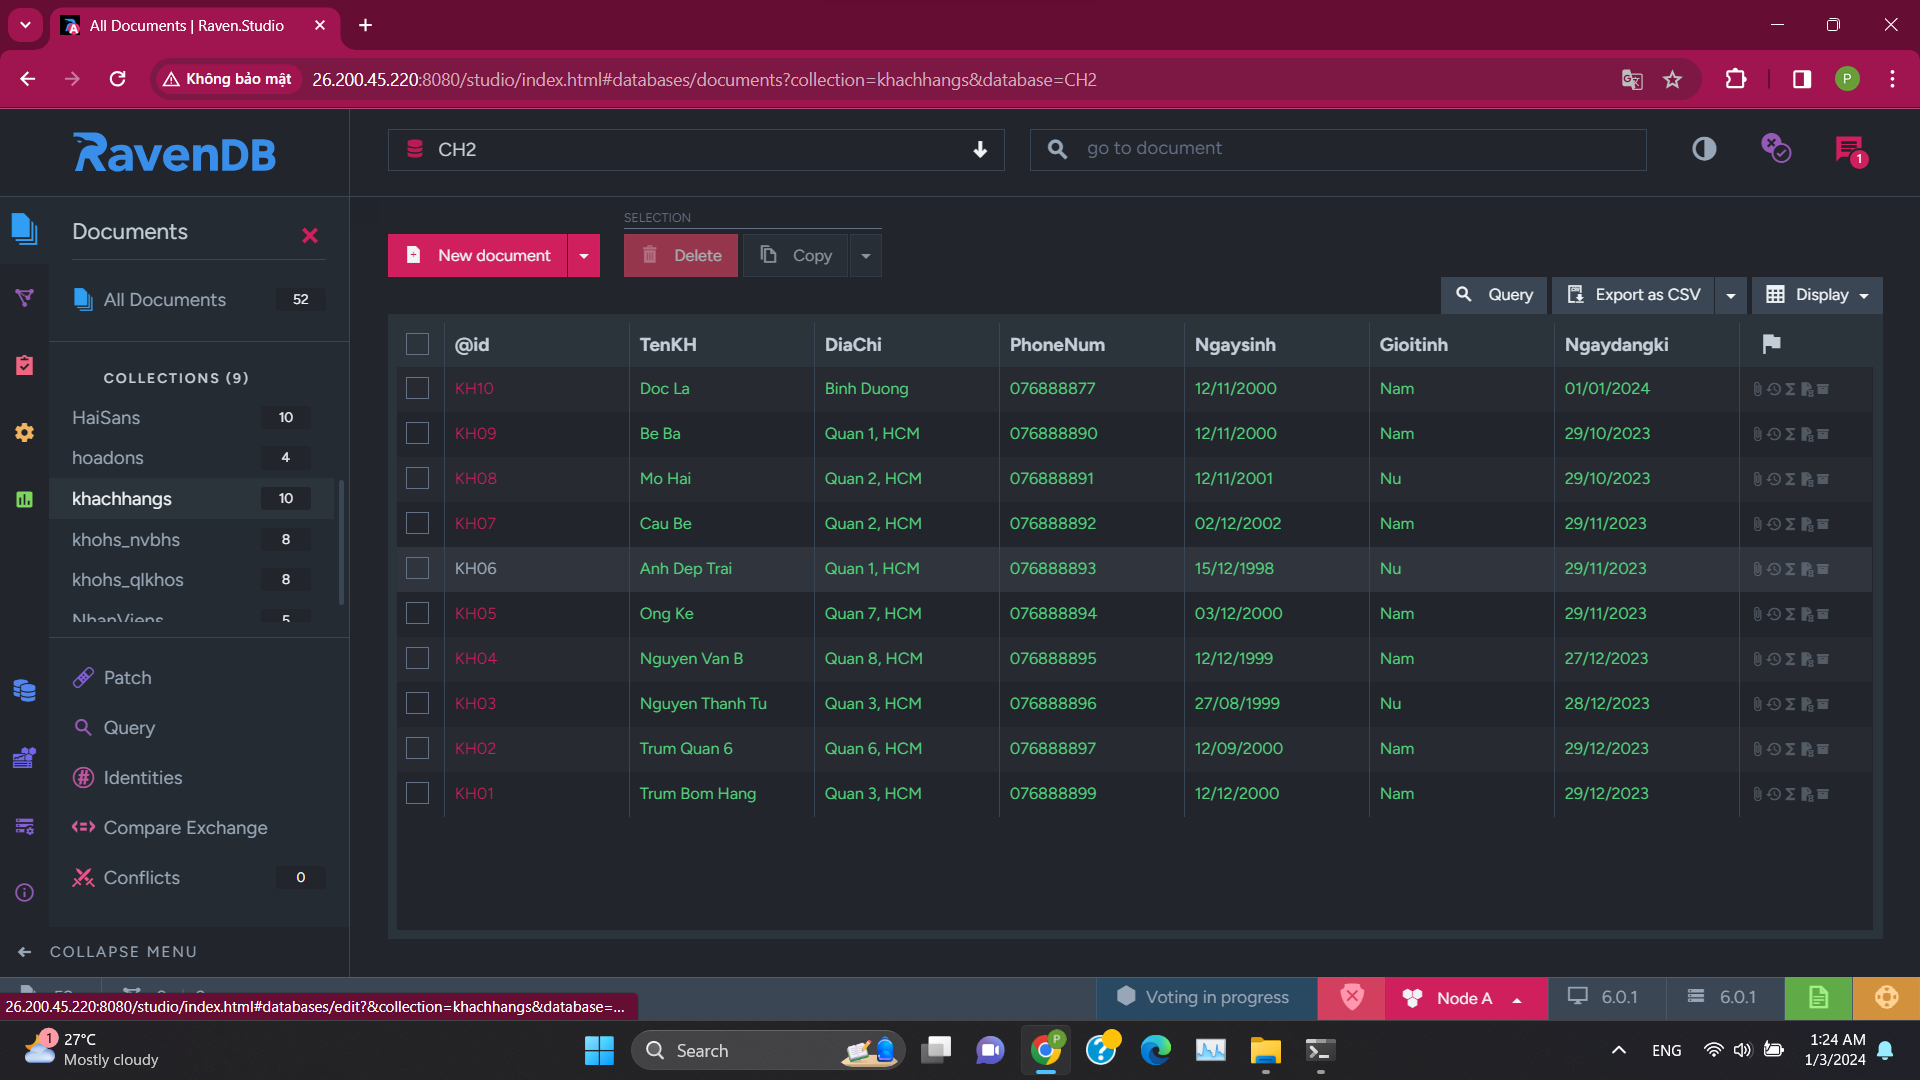 All Documents | Raven.Studio
Không bảo mật
26.200.45.220:8080/studio/index.html#databases/documents?collection=khachhangs&database=CH2
P
RavenDB
CH2
go to document
1
Documents
All Documents 52
COLLECTIONS (9)
HaiSans 10
hoadons 4
khachhangs 10
khohs_nvbhs 8
khohs_qlkhos 8
NhanViens 5
Patch
Query
Identities
Compare Exchange
Conflicts 0
COLLAPSE MENU
SELECTION
New document
Delete
Copy
Query
Export as CSV
Display
@id TenKH DiaChi PhoneNum Ngaysinh Gioitinh Ngaydangki
KH10 Doc La Binh Duong 076888877 12/11/2000 Nam 01/01/2024
KH09 Be Ba Quan 1, HCM 076888890 12/11/2000 Nam 29/10/2023
KH08 Mo Hai Quan 2, HCM 076888891 12/11/2001 Nu 29/10/2023
KH07 Cau Be Quan 2, HCM 076888892 02/12/2002 Nam 29/11/2023
KH06 Anh Dep Trai Quan 1, HCM 076888893 15/12/1998 Nu 29/11/2023
KH05 Ong Ke Quan 7, HCM 076888894 03/12/2000 Nam 29/11/2023
KH04 Nguyen Van B Quan 8, HCM 076888895 12/12/1999 Nam 27/12/2023
KH03 Nguyen Thanh Tu Quan 3, HCM 076888896 27/08/1999 Nu 28/12/2023
KH02 Trum Quan 6 Quan 6, HCM 076888897 12/09/2000 Nam 29/12/2023
KH01 Trum Bom Hang Quan 3, HCM 076888899 12/12/2000 Nam 29/12/2023
26.200.45.220:8080/studio/index.html#databases/edit?&collection=khachhangs&database=...
Voting in progress
Node A
6.0.1
6.0.1
1
27°C
Mostly cloudy
Search
P
ENG
1:24 AM
1/3/2024